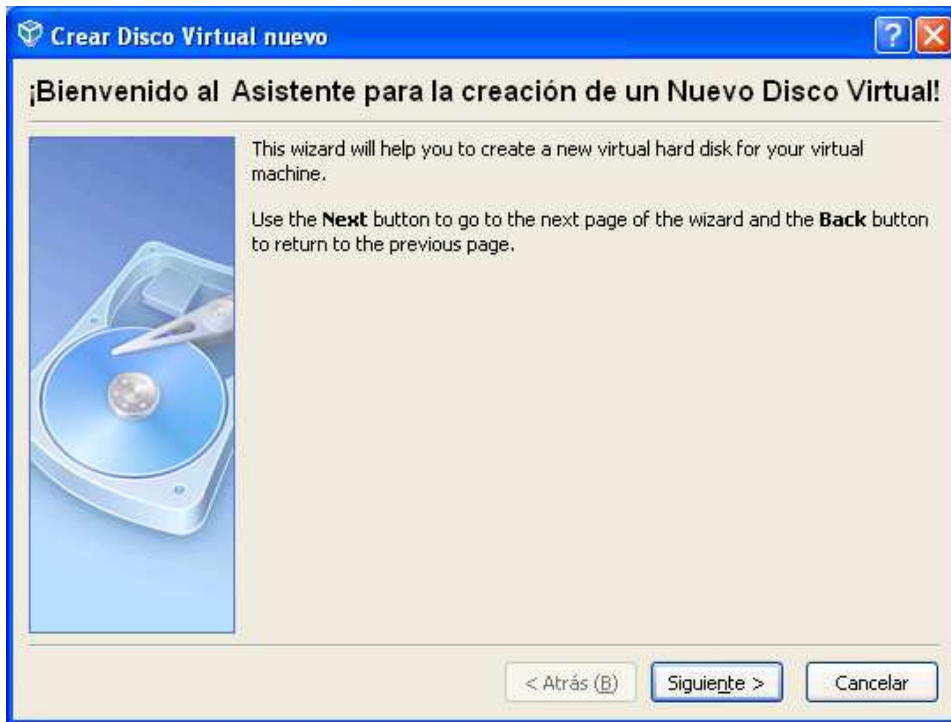 Crear Disco Virtual nuevo
¡Bienvenido al Asistente para la creación de un Nuevo Disco Virtual!
This wizard will help you to create a new virtual hard disk for your virtual
machine.
Use the Next button to go to the next page of the wizard and the Back button
to return to the previous page.
< Atrás (B)
Siguiente >
Cancelar